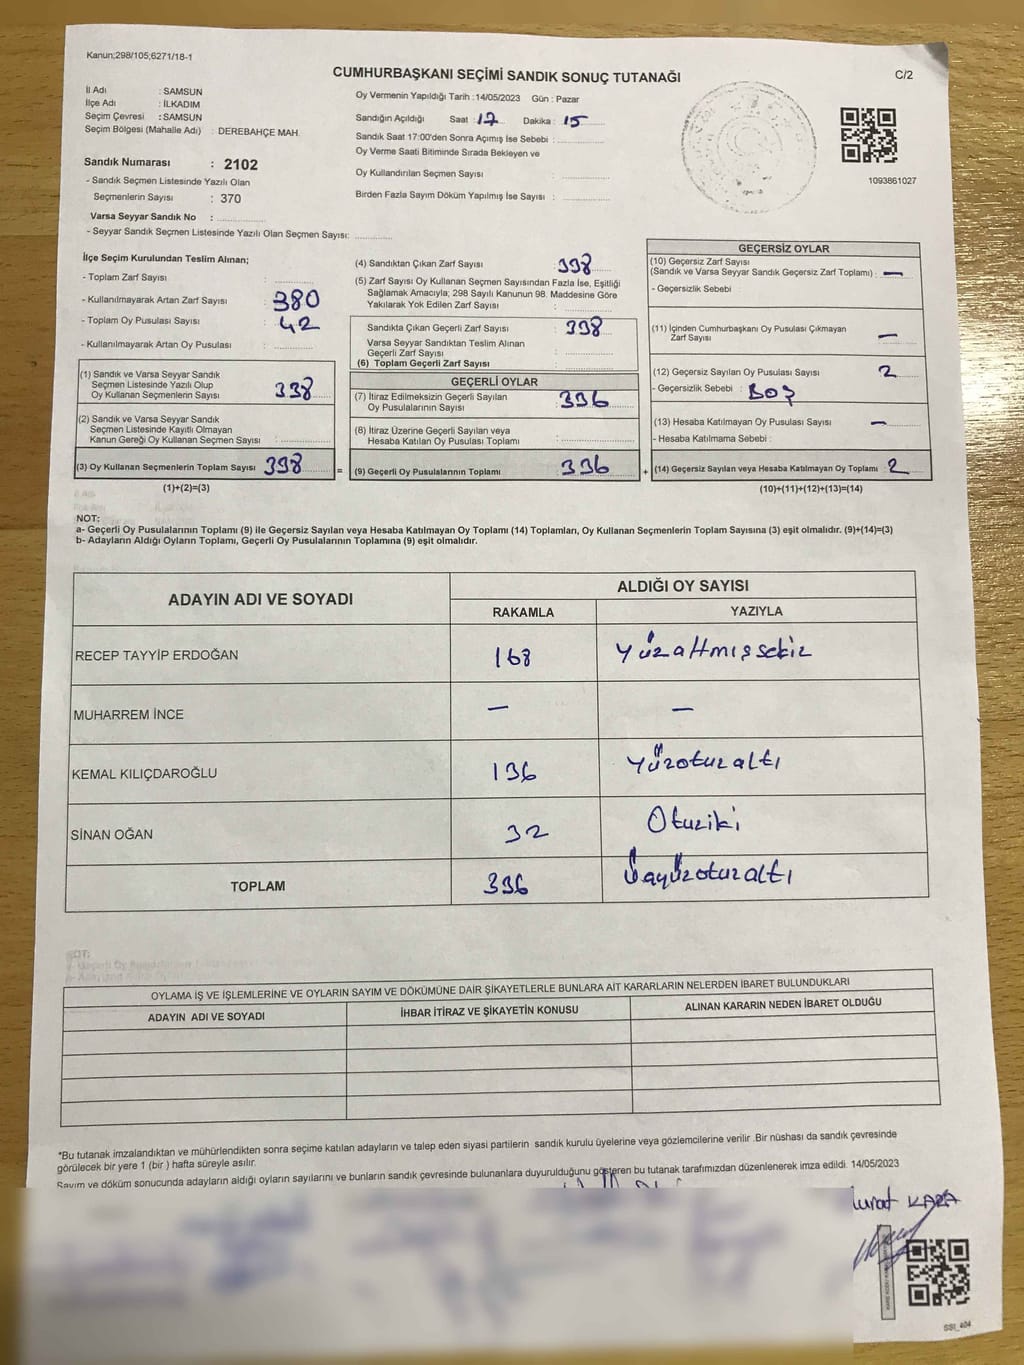 Kanun;298/105;6271/18-1
CUMHURBAŞKANI SEÇİMİ SANDIK SONUÇ TUTANAĞI
C/2
İl Adı : SAMSUN
İlçe Adı : İLKADIM
Seçim Çevresi : SAMSUN
Seçim Bölgesi (Mahalle Adı) : DEREBAHÇE MAH.
Sandık Numarası : 2102
- Sandık Seçmen Listesinde Yazılı Olan
Seçmenlerin Sayısı : 370
Varsa Seyyar Sandık No :
- Seyyar Sandık Seçmen Listesinde Yazılı Olan Seçmen Sayısı:
Oy Vermenin Yapıldığı Tarih :14/05/2023 Gün : Pazar
Sandığın Açıldığı Saat : 17 Dakika : 15
Sandık Saat 17:00'den Sonra Açımış İse Sebebi :
Oy Verme Saati Bitiminde Sırada Bekleyen ve
Oy Kullandırılan Seçmen Sayısı :
Birden Fazla Sayım Döküm Yapılmış İse Sayısı :
1093861027
İlçe Seçim Kurulundan Teslim Alınan;
- Toplam Zarf Sayısı :
- Kullanılmayarak Artan Zarf Sayısı : 380
- Toplam Oy Pusulası Sayısı : 42
- Kullanılmayarak Artan Oy Pusulası :
(1) Sandık ve Varsa Seyyar Sandık
Seçmen Listesinde Yazılı Olup
Oy Kullanan Seçmenlerin Sayısı : 338
(2) Sandık ve Varsa Seyyar Sandık
Seçmen Listesinde Kayıtlı Olmayan
Kanun Gereği Oy Kullanan Seçmen Sayısı :
(3) Oy Kullanan Seçmenlerin Toplam Sayısı 338
(1)+(2)=(3)
(4) Sandıktan Çıkan Zarf Sayısı 338
(5) Zarf Sayısı Oy Kullanan Seçmen Sayısından Fazla İse, Eşitliği
Sağlamak Amacıyla; 298 Sayılı Kanunun 98. Maddesine Göre
Yakılarak Yok Edilen Zarf Sayısı :
Sandıkta Çıkan Geçerli Zarf Sayısı : 338
Varsa Seyyar Sandıktan Teslim Alınan
Geçerli Zarf Sayısı :
(6) Toplam Geçerli Zarf Sayısı :
GEÇERLİ OYLAR
(7) İtiraz Edilmeksizin Geçerli Sayılan
Oy Pusulalarının Sayısı : 336
(8) İtiraz Üzerine Geçerli Sayılan veya
Hesaba Katılan Oy Pusulası Toplamı :
= (9) Geçerli Oy Pusulalarının Toplamı : 336
GEÇERSİZ OYLAR
(10) Geçersiz Zarf Sayısı
(Sandık ve Varsa Seyyar Sandık Geçersiz Zarf Toplamı) : —
- Geçersizlik Sebebi :
(11) İçinden Cumhurbaşkanı Oy Pusulası Çıkmayan
Zarf Sayısı : —
(12) Geçersiz Sayılan Oy Pusulası Sayısı : 2
- Geçersizlik Sebebi : BOŞ
(13) Hesaba Katılmayan Oy Pusulası Sayısı : —
- Hesaba Katılmama Sebebi :
+ (14) Geçersiz Sayılan veya Hesaba Katılmayan Oy Toplamı : 2
(10)+(11)+(12)+(13)=(14)
NOT:
a- Geçerli Oy Pusulalarının Toplamı (9) ile Geçersiz Sayılan veya Hesaba Katılmayan Oy Toplamı (14) Toplamları, Oy Kullanan Seçmenlerin Toplam Sayısına (3) eşit olmalıdır. (9)+(14)=(3)
b- Adayların Aldığı Oyların Toplamı, Geçerli Oy Pusulalarının Toplamına (9) eşit olmalıdır.
ADAYIN ADI VE SOYADI
ALDIĞI OY SAYISI
RAKAMLA YAZIYLA
RECEP TAYYİP ERDOĞAN 168 Yüzaltmışsekiz
MUHARREM İNCE — —
KEMAL KILIÇDAROĞLU 136 Yüzotuzaltı
SİNAN OĞAN 32 Otuziki
TOPLAM 336 Üçyüzotuzaltı
OYLAMA İŞ VE İŞLEMLERİNE VE OYLARIN SAYIM VE DÖKÜMÜNE DAİR ŞİKAYETLERLE BUNLARA AİT KARARLARIN NELERDEN İBARET BULUNDUKLARI
ADAYIN ADI VE SOYADI İHBAR İTİRAZ VE ŞİKAYETİN KONUSU ALINAN KARARIN NEDEN İBARET OLDUĞU
*Bu tutanak imzalandıktan ve mühürlendikten sonra seçime katılan adayların ve talep eden siyasi partilerin sandık kurulu üyelerine veya gözlemcilerine verilir .Bir nüshası da sandık çevresinde
görülecek bir yere 1 (bir ) hafta süreyle asılır.
Sayım ve döküm sonucunda adayların aldığı oyların sayılarını ve bunların sandık çevresinde bulunanlara duyurulduğunu gösteren bu tutanak tarafımızdan düzenlenerek imza edildi. 14/05/2023
KARA
SSI_404